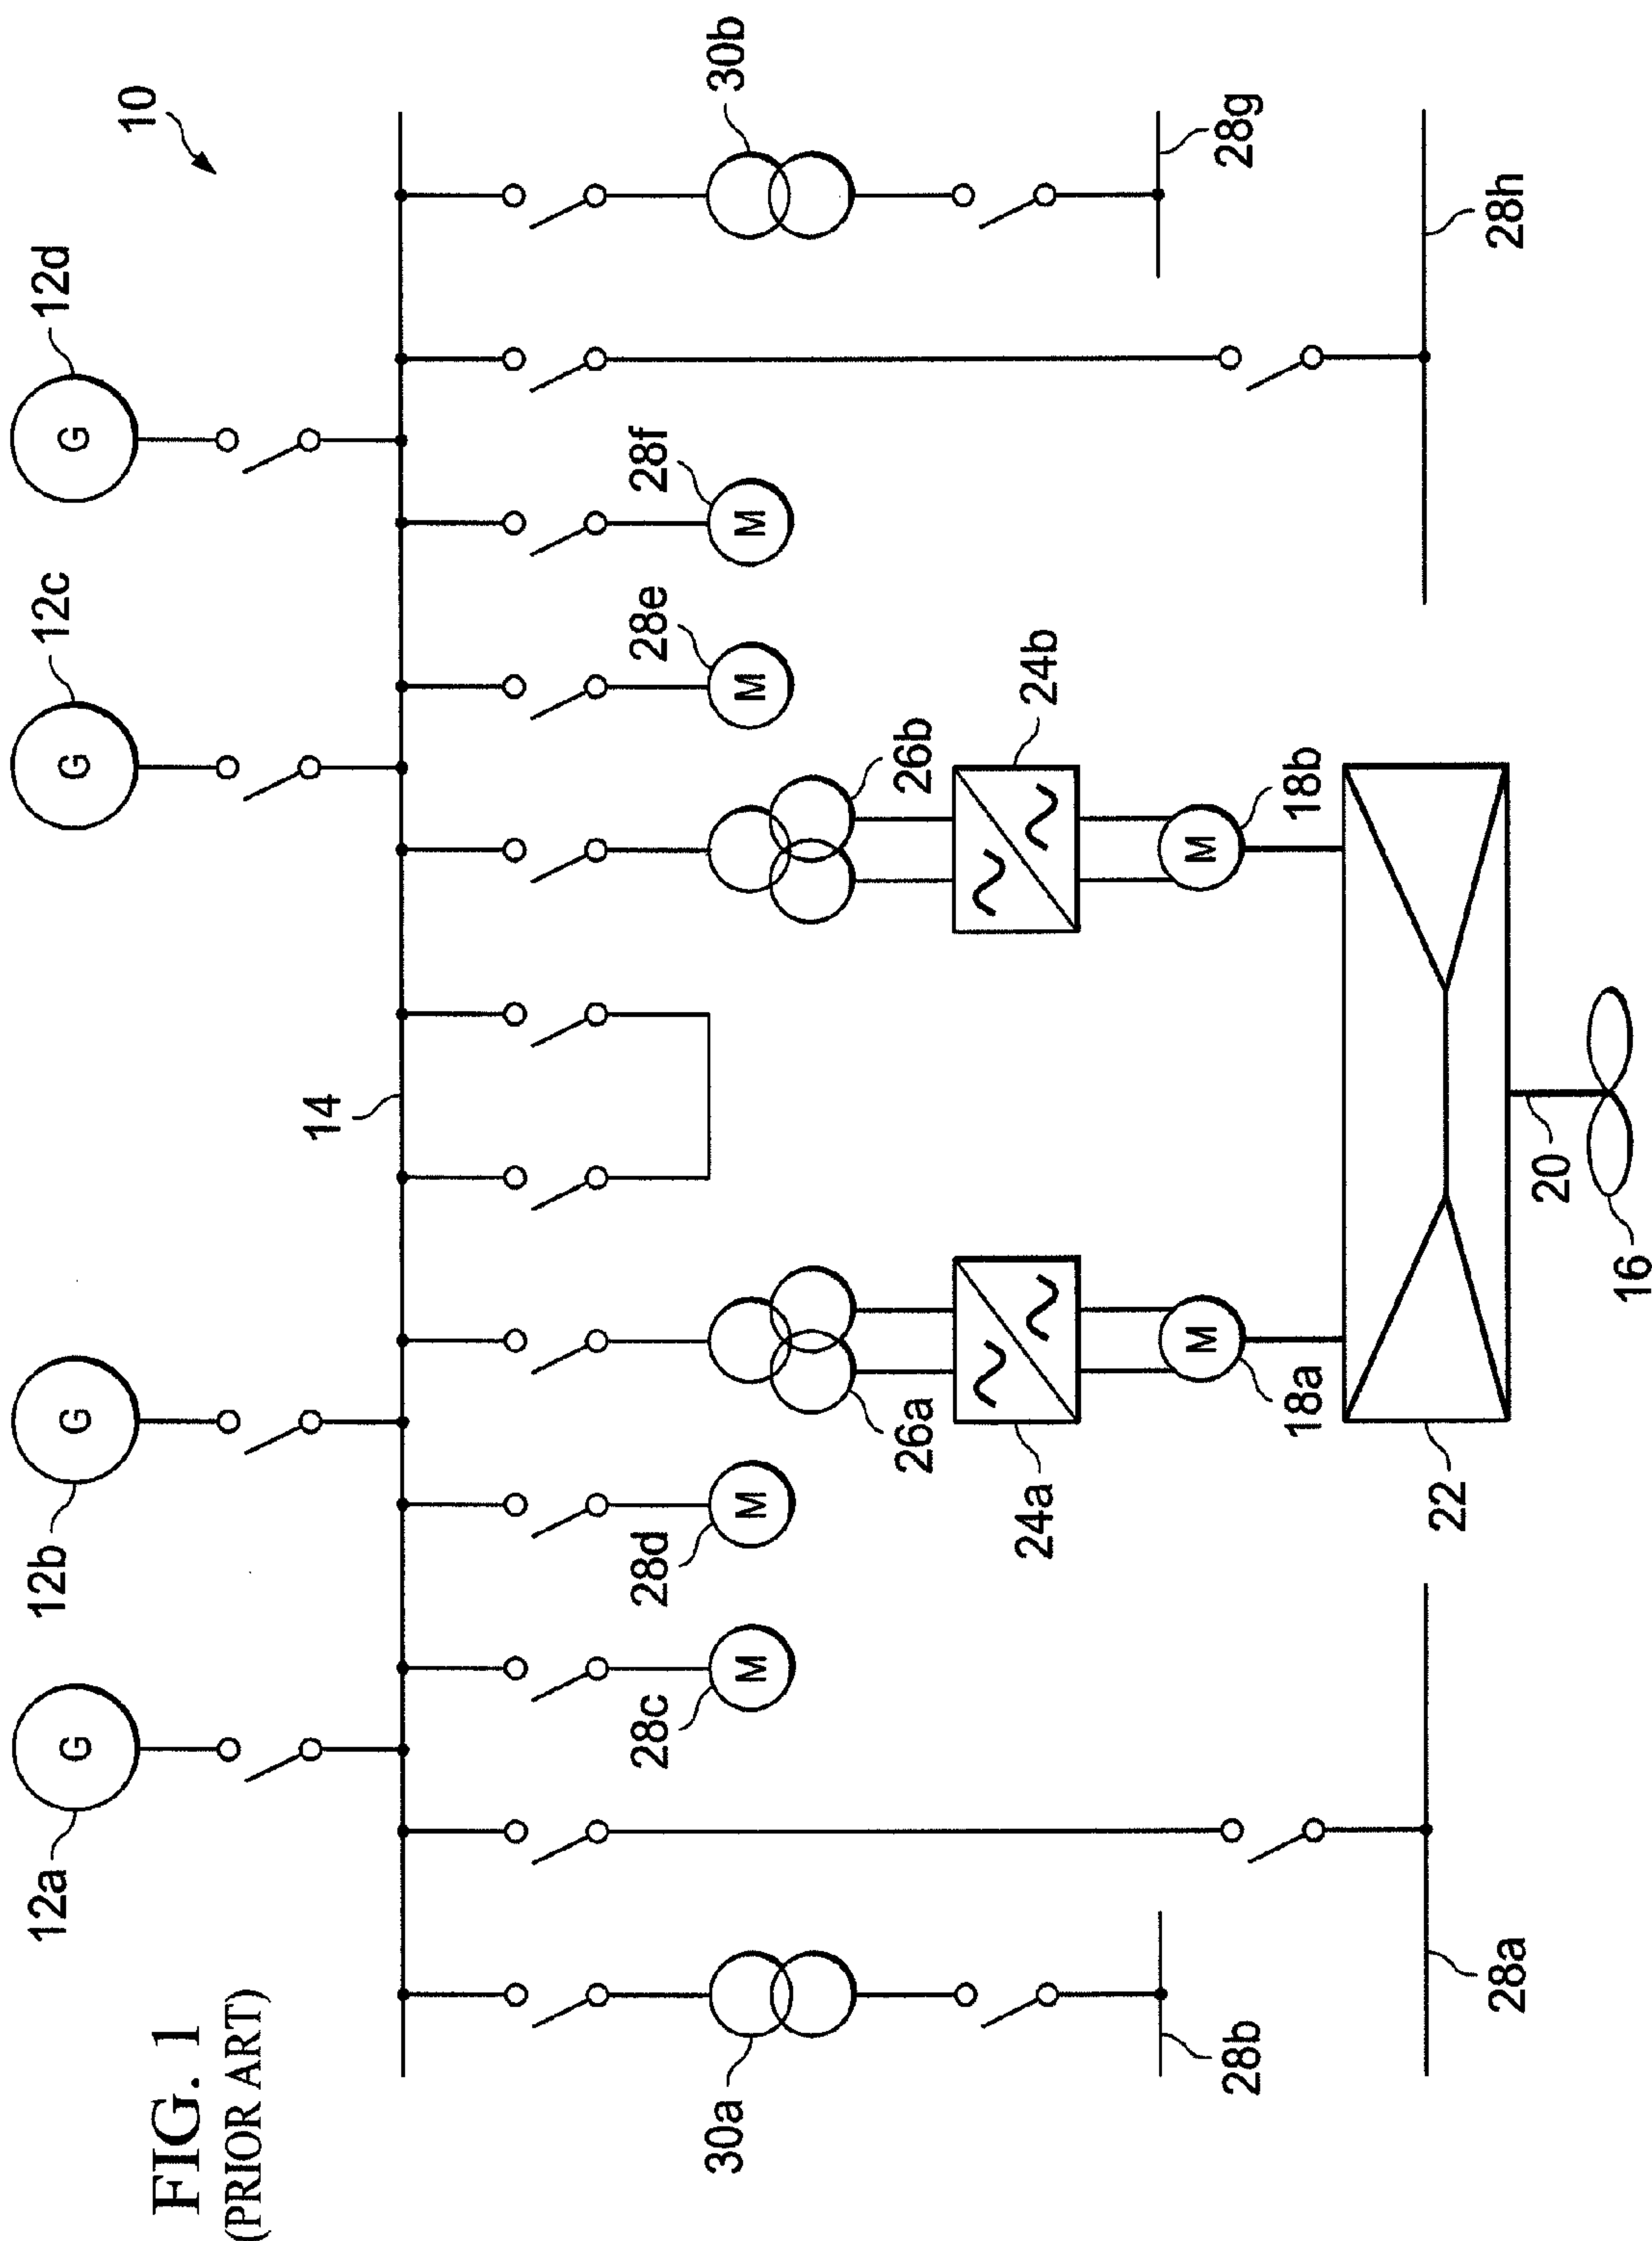 FIG. 1
(PRIOR ART)
10
12a
12b
12c
12d
G
G
G
G
14
30a
28c
28d
28e
28f
30b
M
M
M
M
26a
26b
28b
24a
24b
28g
18a
M
M
18b
28a
22
20
16
28h